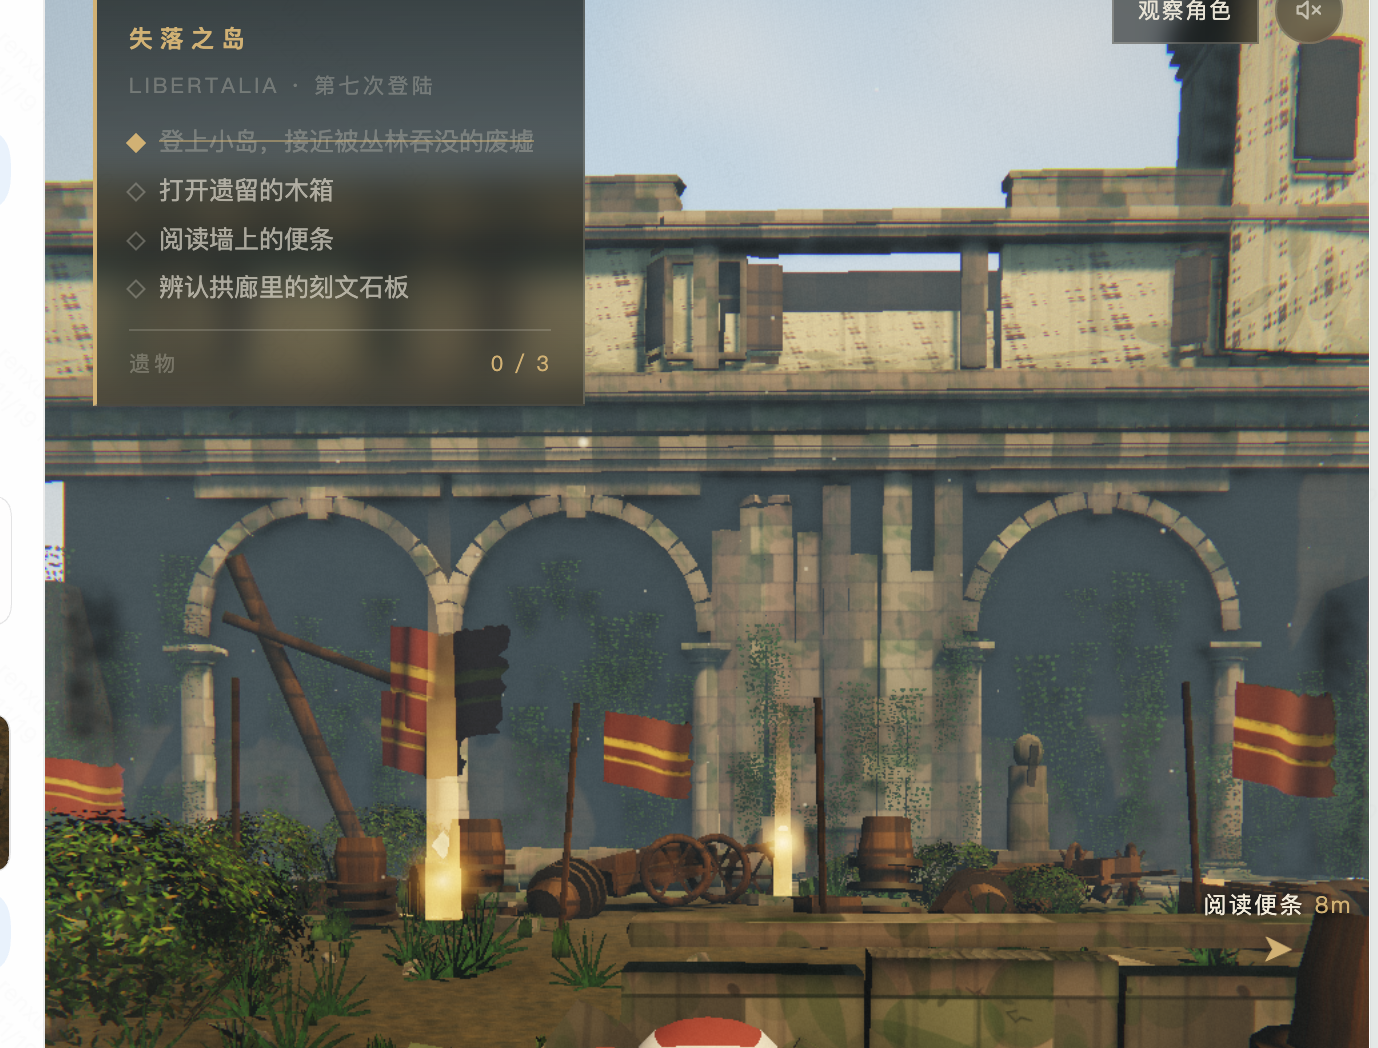 失落之岛
LIBERTALIA · 第七次登陆
登上小岛，接近被丛林吞没的废墟
打开遗留的木箱
阅读墙上的便条
辨认拱廊里的刻文石板
遗物 0 / 3
观察角色
阅读便条 8m